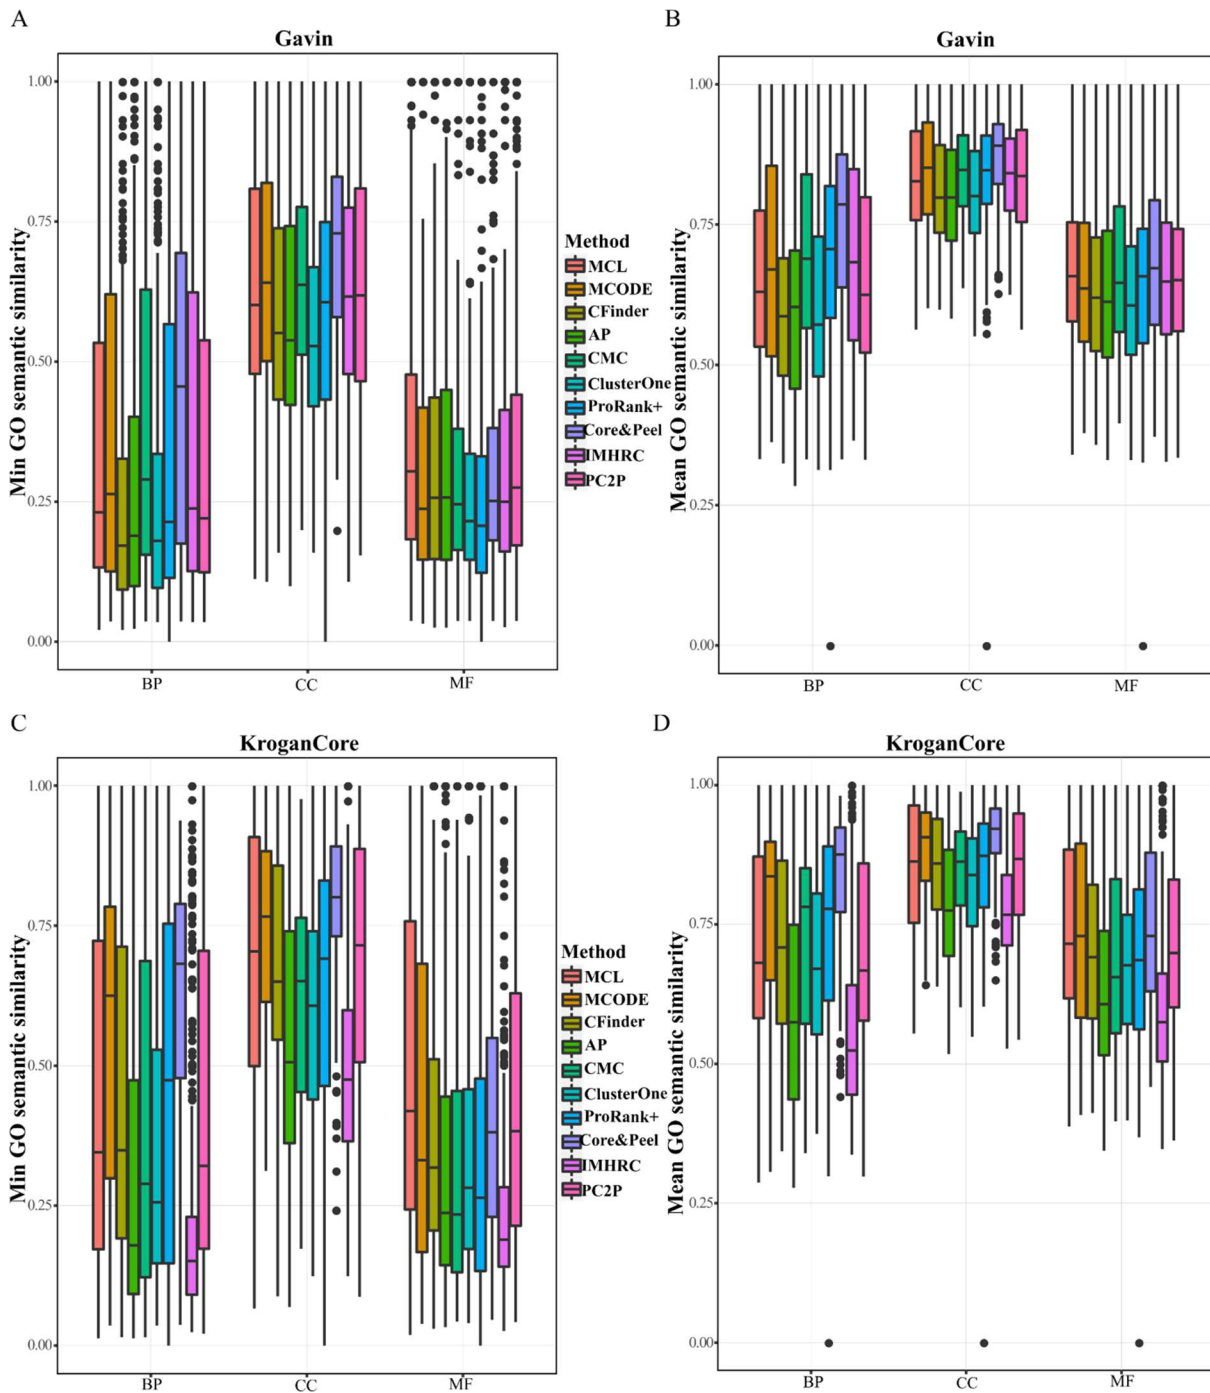 A
Gavin
Min GO semantic similarity
1.00
0.75
0.50
0.25
0.00
BP
CC
MF
Method
MCL
MCODE
CFinder
AP
CMC
ClusterOne
ProRank+
Core&Peel
IMHRC
PC2P
B
Gavin
Mean GO semantic similarity
1.00
0.75
0.50
0.25
0.00
BP
CC
MF
C
KroganCore
Min GO semantic similarity
1.00
0.75
0.50
0.25
0.00
BP
CC
MF
Method
MCL
MCODE
CFinder
AP
CMC
ClusterOne
ProRank+
Core&Peel
IMHRC
PC2P
D
KroganCore
Mean GO semantic similarity
1.00
0.75
0.50
0.25
0.00
BP
CC
MF